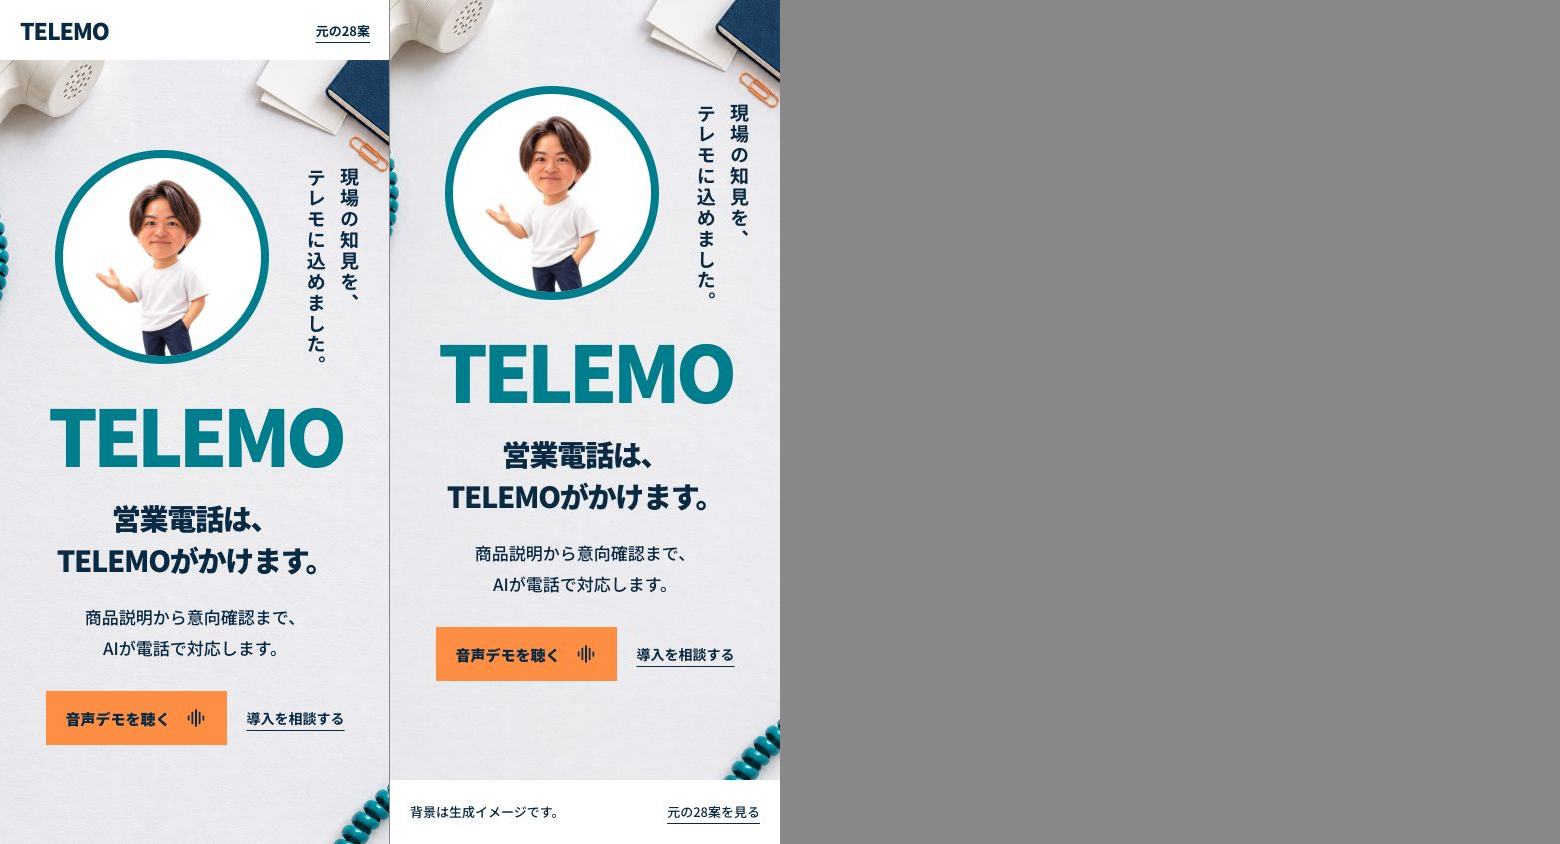 TELEMO
元の28案
現場の知見を、
テレモに込めました。
TELEMO
営業電話は、
TELEMOがかけます。
商品説明から意向確認まで、
AIが電話で対応します。
音声デモを聴く
導入を相談する
現場の知見を、
テレモに込めました。
TELEMO
営業電話は、
TELEMOがかけます。
商品説明から意向確認まで、
AIが電話で対応します。
音声デモを聴く
導入を相談する
背景は生成イメージです。
元の28案を見る